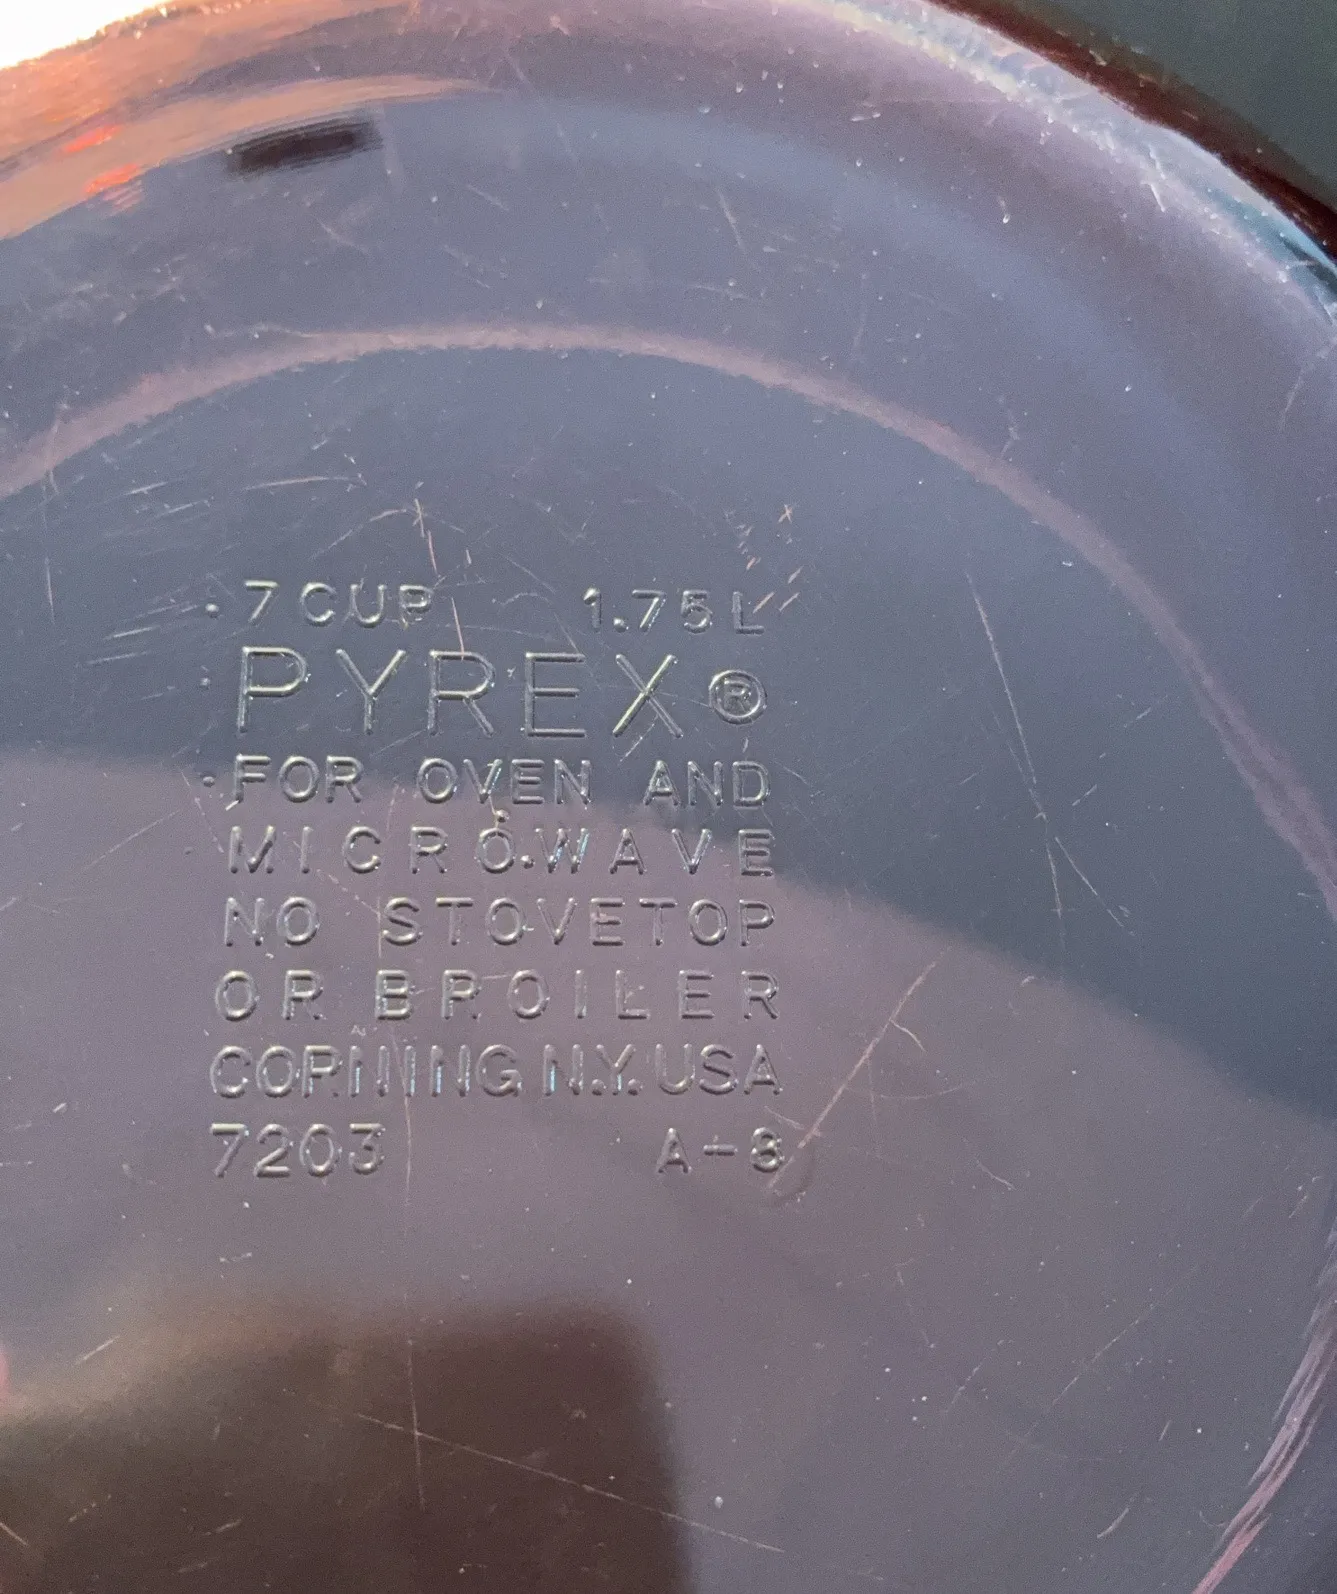 7 CUP 1.75 L
PYREX®
FOR OVEN AND
MICROWAVE
NO STOVETOP
OR BROILER
CORNING N.Y. USA
7203 A-8